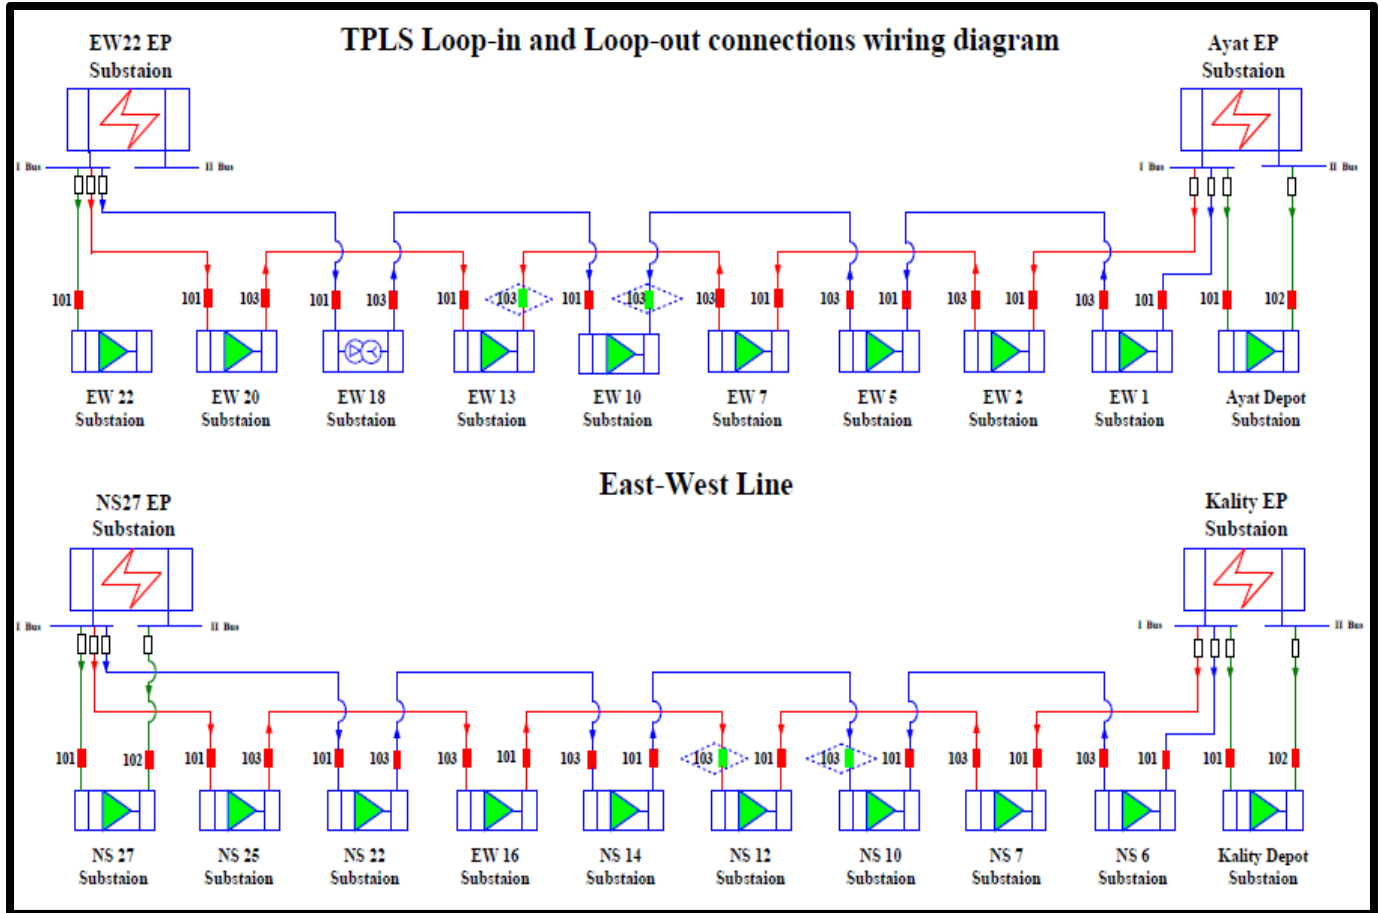 TPLS Loop-in and Loop-out connections wiring diagram
EW22 EP
Substaion
Ayat EP
Substaion
I Bus
II Bus
I Bus
II Bus
101
101
103
101
103
101
103
101
103
103
101
103
101
103
101
103
101
101
102
EW 22
Substaion
EW 20
Substaion
EW 18
Substaion
EW 13
Substaion
EW 10
Substaion
EW 7
Substaion
EW 5
Substaion
EW 2
Substaion
EW 1
Substaion
Ayat Depot
Substaion
East-West Line
NS27 EP
Substaion
Kality EP
Substaion
I Bus
II Bus
I Bus
II Bus
101
102
101
103
101
103
103
101
103
101
103
101
103
101
103
101
103
101
101
102
NS 27
Substaion
NS 25
Substaion
NS 22
Substaion
EW 16
Substaion
NS 14
Substaion
NS 12
Substaion
NS 10
Substaion
NS 7
Substaion
NS 6
Substaion
Kality Depot
Substaion